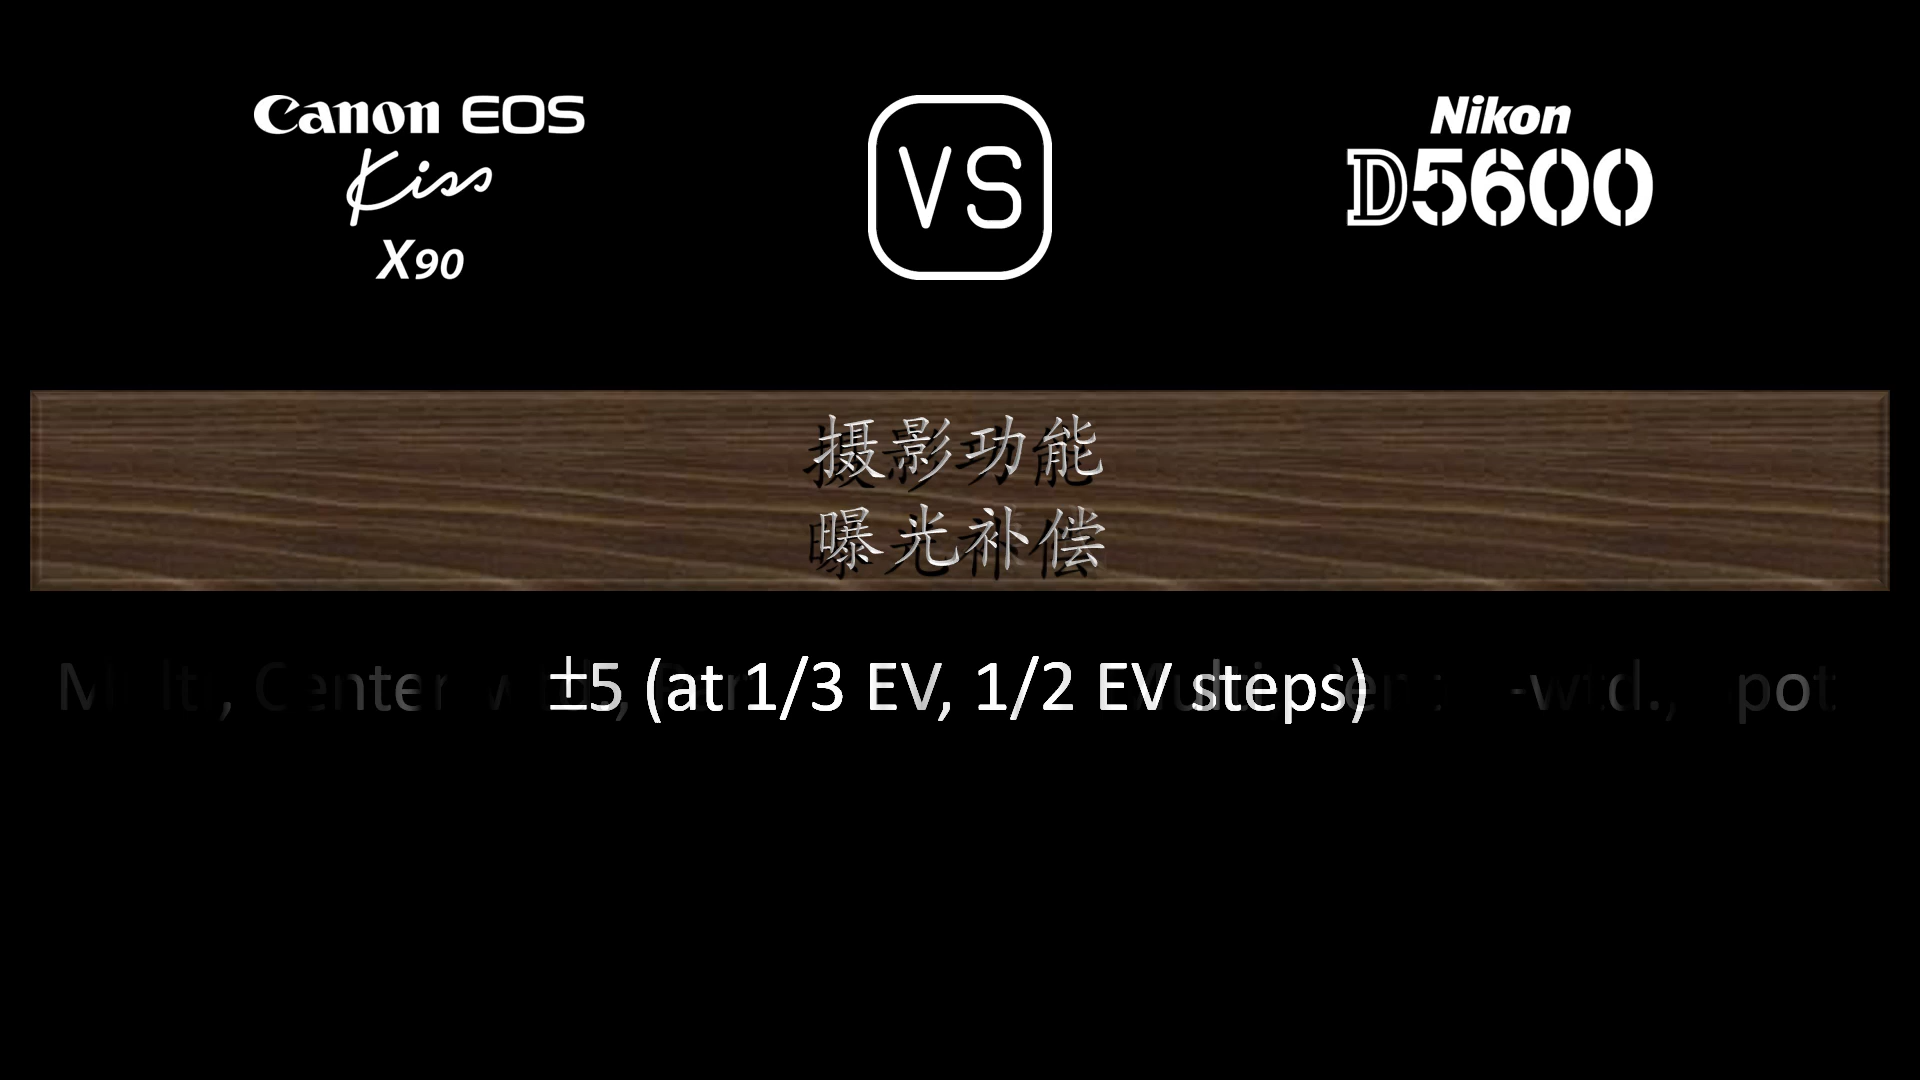 Canon EOS
Kiss
X90
VS
Nikon
D5600
摄影功能
曝光补偿
±5 (at 1/3 EV, 1/2 EV steps)